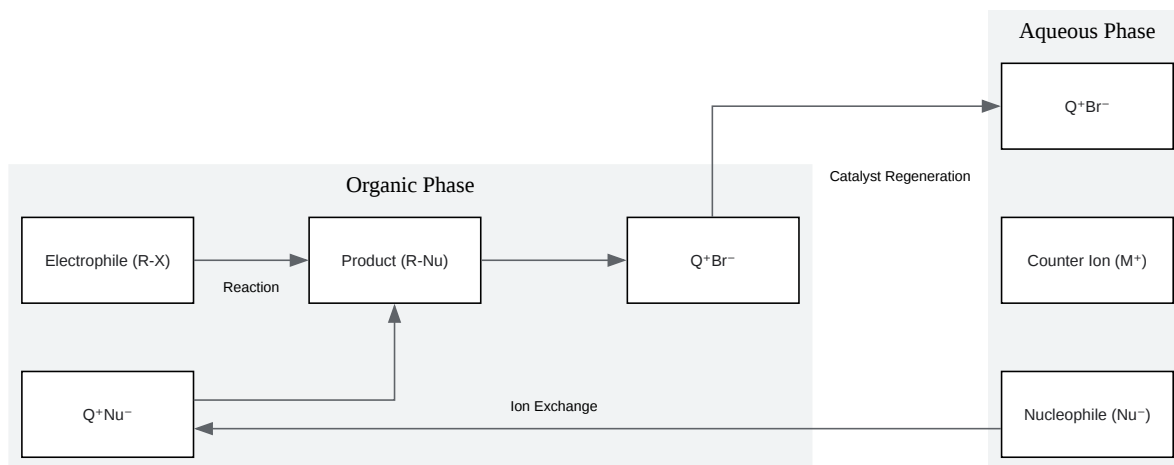 Aqueous Phase
Q⁺Br⁻
Organic Phase
Catalyst Regeneration
Electrophile (R-X)
Product (R-Nu)
Q⁺Br⁻
Counter Ion (M⁺)
Reaction
Q⁺Nu⁻
Ion Exchange
Nucleophile (Nu⁻)